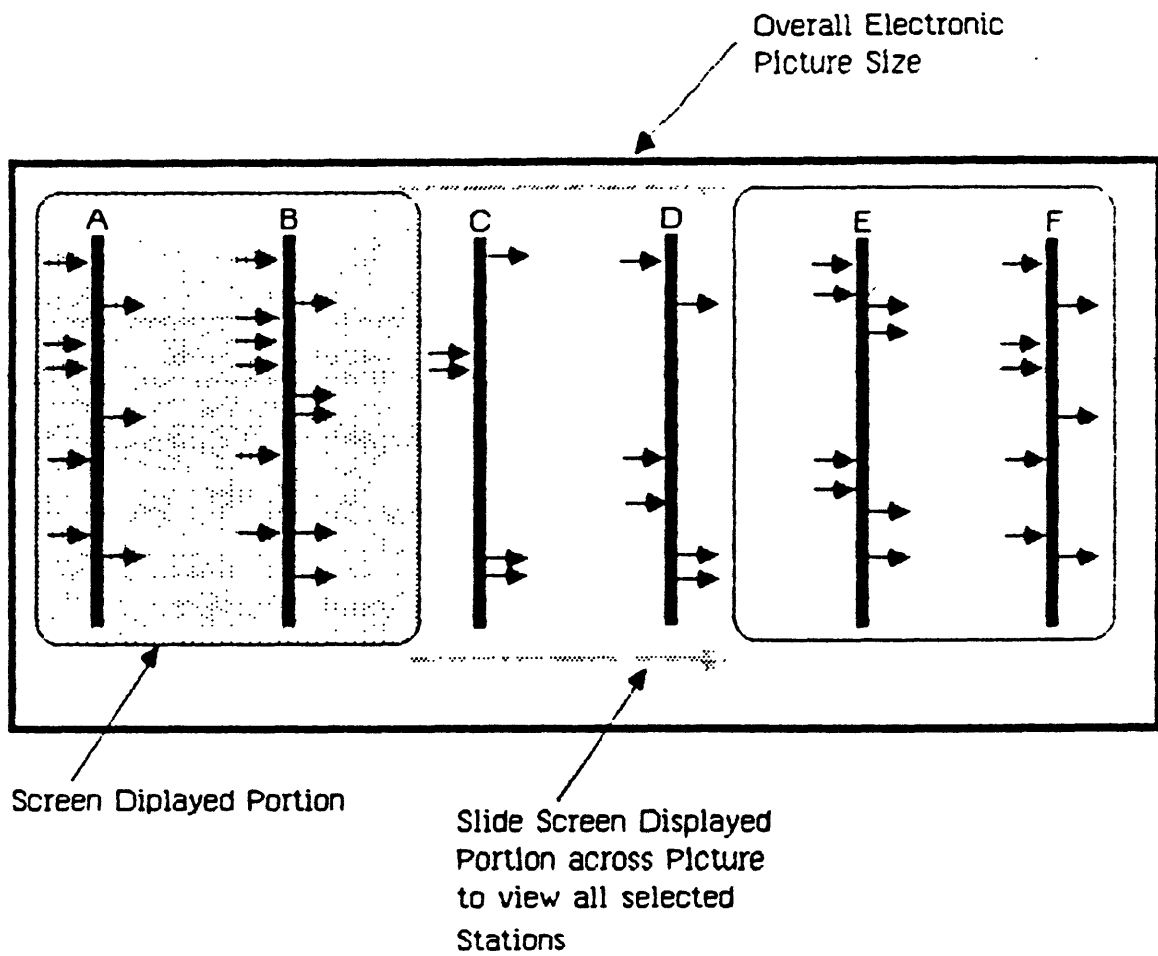 Overall Electronic
Picture Size
A B C D E F
Screen Diplayed Portion
Slide Screen Displayed
Portion across Picture
to view all selected
Stations